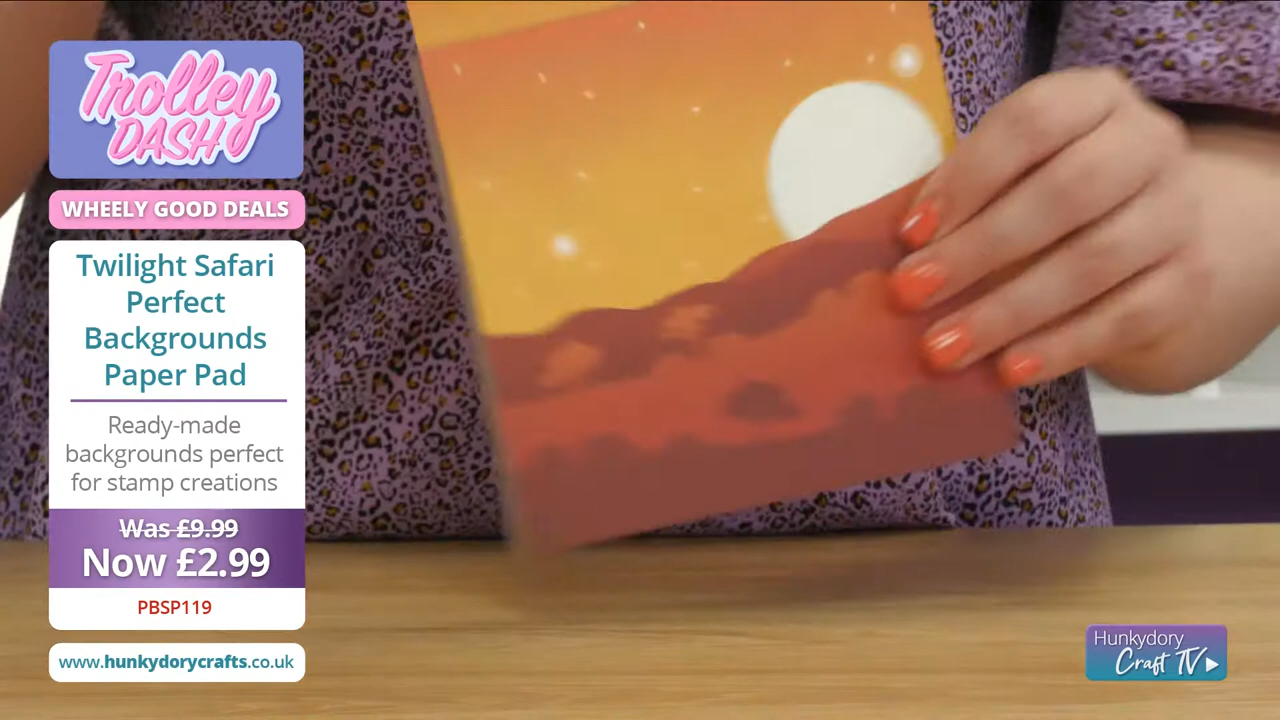 Trolley
DASH
WHEELY GOOD DEALS
Twilight Safari
Perfect
Backgrounds
Paper Pad
Ready-made
backgrounds perfect
for stamp creations
Was £9.99
Now £2.99
PBSP119
www.hunkydorycrafts.co.uk
Hunkydory
Craft TV